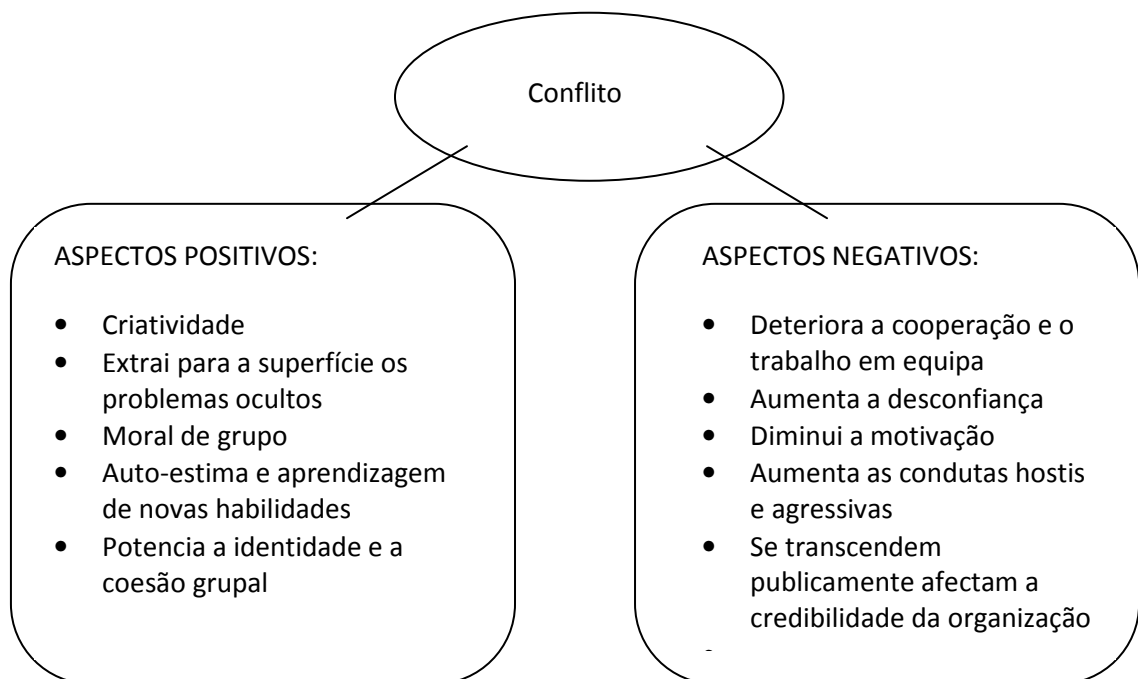 Conflito
ASPECTOS POSITIVOS:
• Criatividade
• Extrai para a superfície os
problemas ocultos
• Moral de grupo
• Auto-estima e aprendizagem
de novas habilidades
• Potencia a identidade e a
coesão grupal
ASPECTOS NEGATIVOS:
• Deteriora a cooperação e o
trabalho em equipa
• Aumenta a desconfiança
• Diminui a motivação
• Aumenta as condutas hostis
e agressivas
• Se transcendem
publicamente afectam a
credibilidade da organização